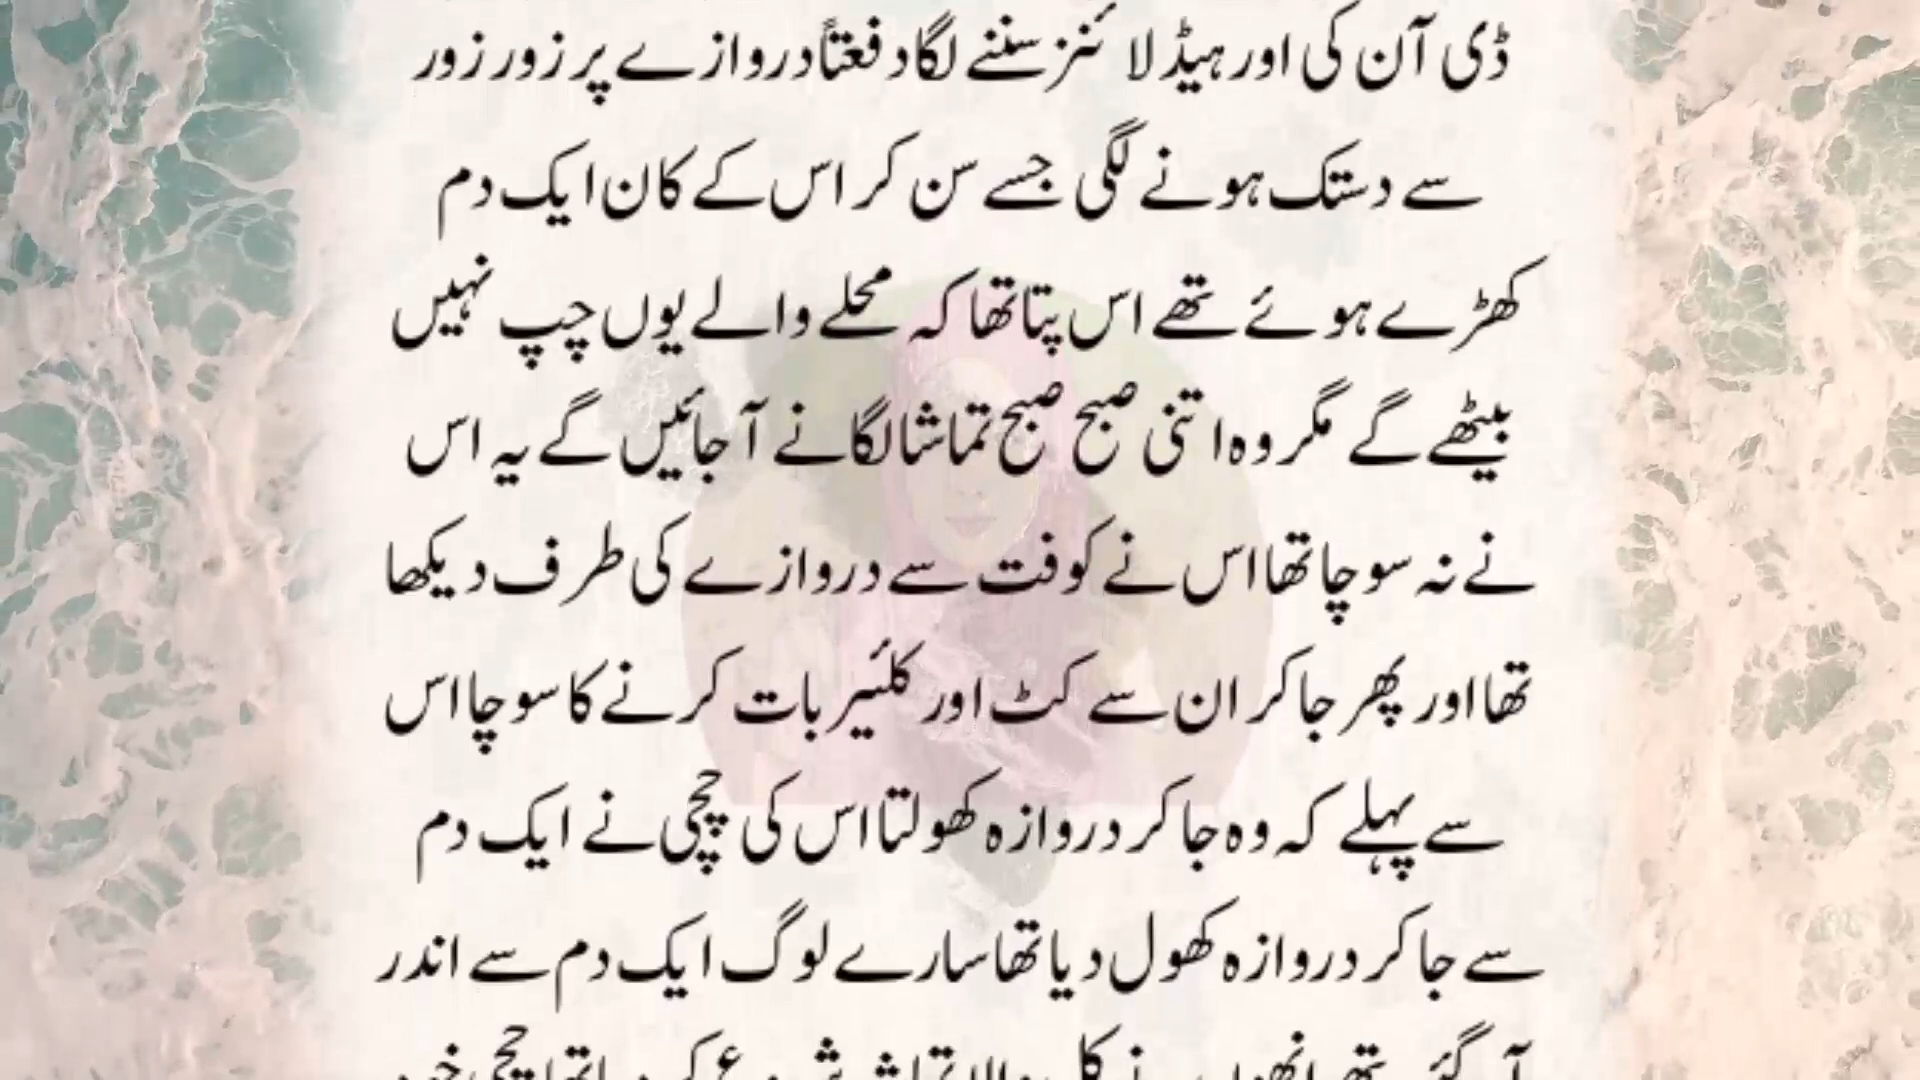 ڈی آن کی اور ہیڈ لائنز سننے لگا دفعتاً دروازے پر زور زور
سے دستک ہونے لگی جسے سن کر اس کے کان ایک دم
کھڑے ہوئے تھے اس پتا تھا کہ محلے والے یوں چپ نہیں
بیٹھے گے مگر وہ اتنی صبح صبح تماشا لگانے آ جائیں گے یہ اس
نے نہ سوچا تھا اس نے کوفت سے دروازے کی طرف دیکھا
تھا اور پھر جا کر ان سے کٹ اور کلئیر بات کرنے کا سوچا اس
سے پہلے کہ وہ جا کر دروازہ کھولتا اس کی چچی نے ایک دم
سے جا کر دروازہ کھول دیا تھا سارے لوگ ایک دم سے اندر